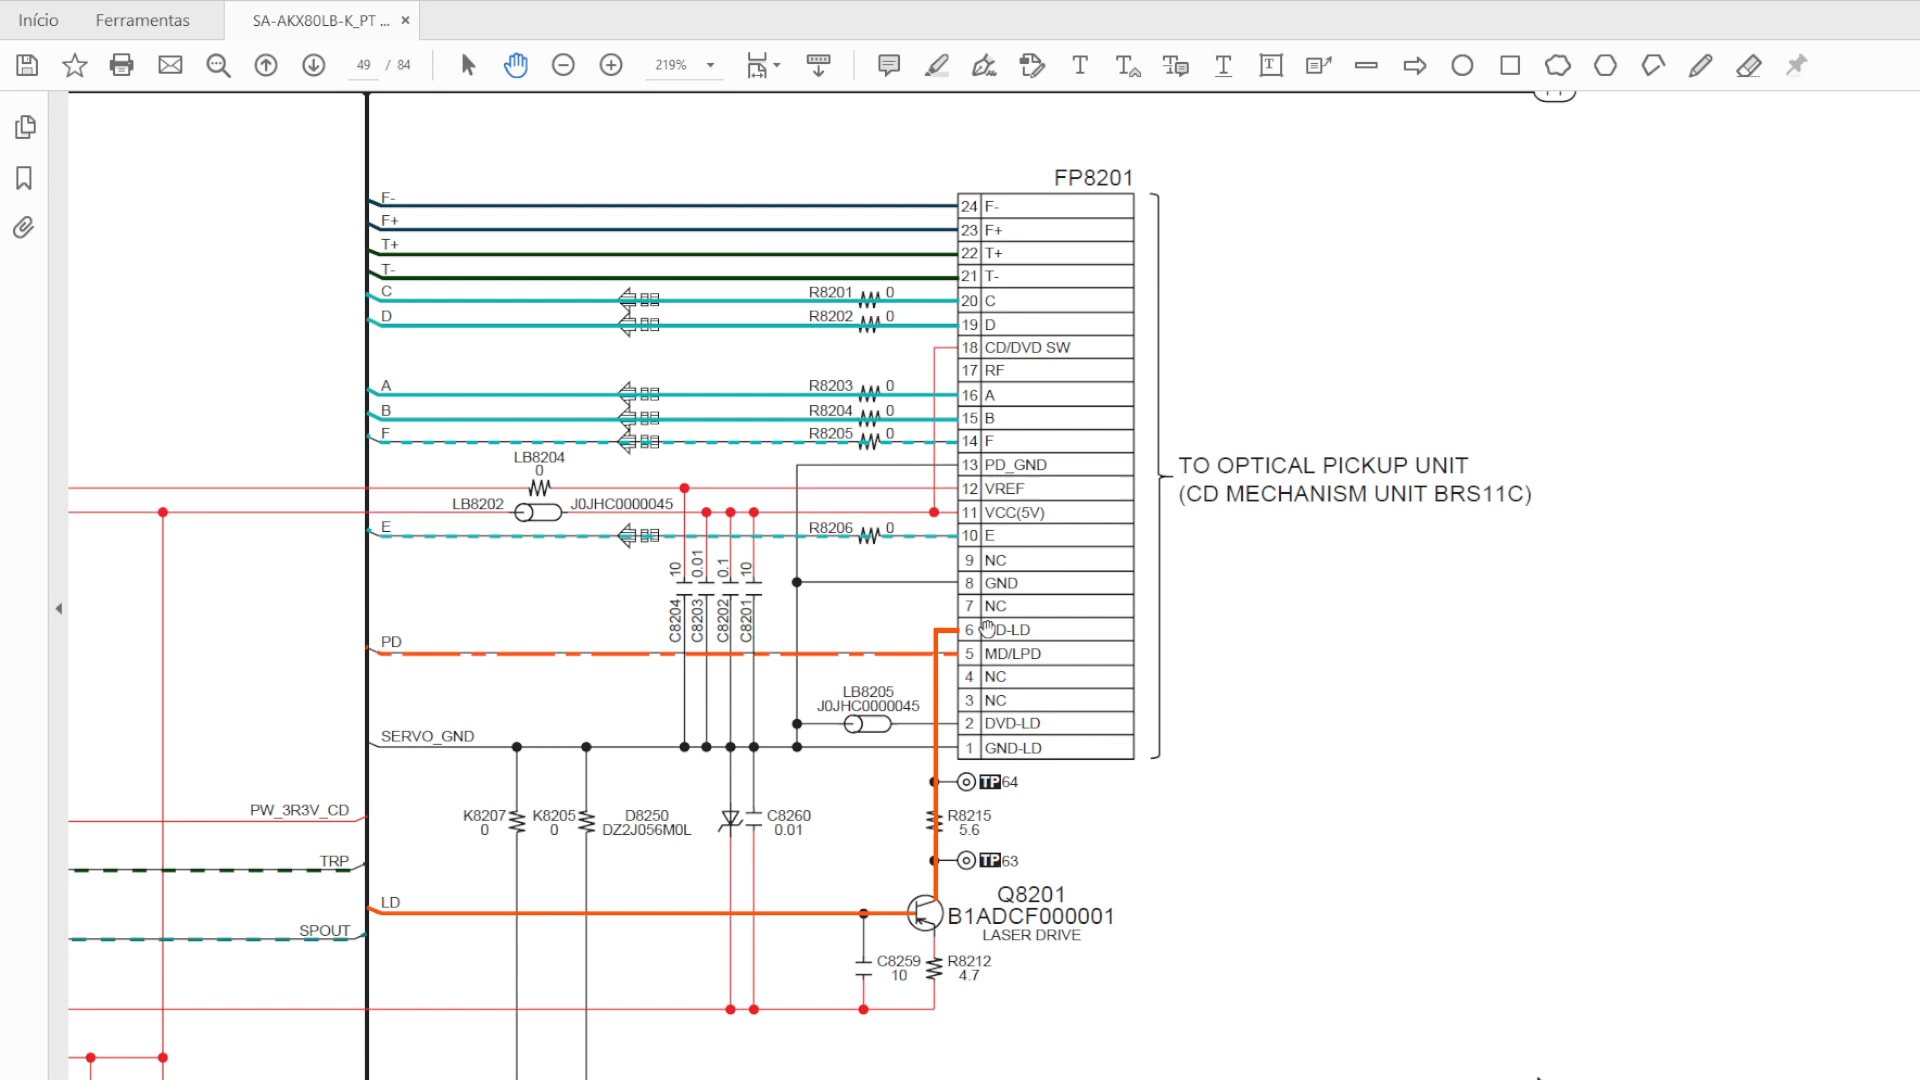 Início Ferramentas SA-AKX80LB-K_PT ... ×
49 / 84 219%
FP8201
F-
24 F-
F+
23 F+
T+
22 T+
T-
21 T-
C R8201 0
20 C
D R8202 0
19 D
18 CD/DVD SW
17 RF
A R8203 0
16 A
B R8204 0
15 B
F R8205 0
14 F
LB8204
0
13 PD_GND
TO OPTICAL PICKUP UNIT
(CD MECHANISM UNIT BRS11C)
12 VREF
LB8202 J0JHC0000045
11 VCC(5V)
E R8206 0
10 E
9 NC
8 GND
7 NC
C8204 10
C8203 0.01
C8202 0.1
C8201 10
6 D-LD
PD
5 MD/LPD
4 NC
3 NC
LB8205
J0JHC0000045
2 DVD-LD
SERVO_GND
1 GND-LD
TP64
PW_3R3V_CD
K8207
0
K8205
0
D8250
DZ2J056M0L
C8260
0.01
R8215
5.6
TRP
TP63
LD
Q8201
B1ADCF000001
LASER DRIVE
SPOUT
C8259
10
R8212
4.7